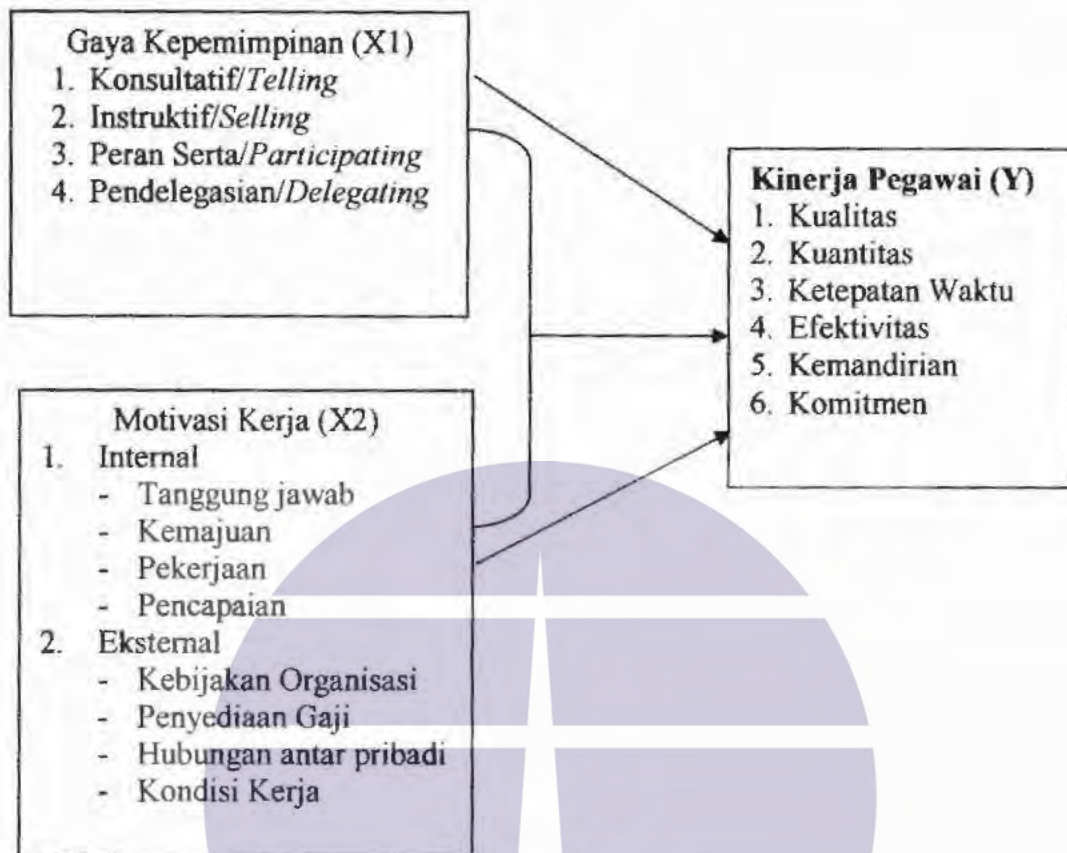 Gaya Kepemimpinan (X1)
1. Konsultatif/Telling
2. Instruktif/Selling
3. Peran Serta/Participating
4. Pendelegasian/Delegating
Kinerja Pegawai (Y)
1. Kualitas
2. Kuantitas
3. Ketepatan Waktu
4. Efektivitas
5. Kemandirian
6. Komitmen
Motivasi Kerja (X2)
1. Internal
- Tanggung jawab
- Kemajuan
- Pekerjaan
- Pencapaian
2. Eksternal
- Kebijakan Organisasi
- Penyediaan Gaji
- Hubungan antar pribadi
- Kondisi Kerja